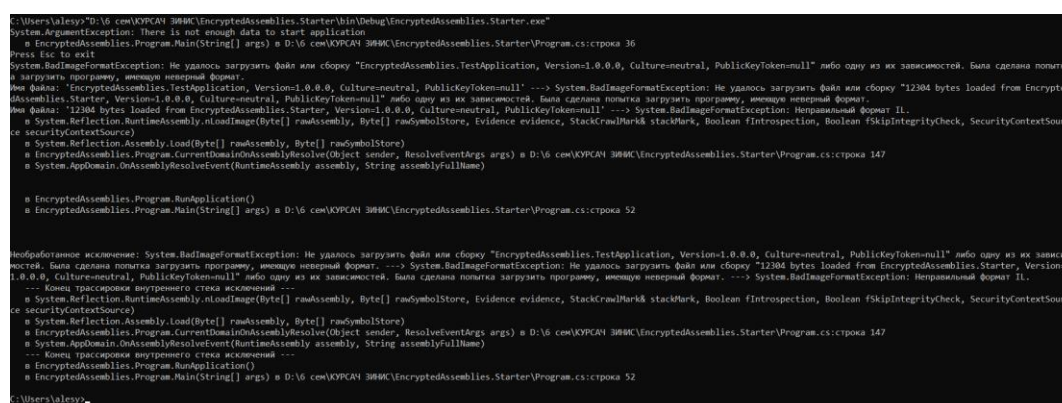 C:\Users\alesy>"D:\6 сем\КУРСАЧ ЗИНИС\EncryptedAssemblies.Starter\bin\Debug\EncryptedAssemblies.Starter.exe"
System.ArgumentException: There is not enough data to start application
в EncryptedAssemblies.Program.Main(String[] args) в D:\6 сем\КУРСАЧ ЗИНИС\EncryptedAssemblies.Starter\Program.cs:строка 36
Press Esc to exit
System.BadImageFormatException: Не удалось загрузить файл или сборку "EncryptedAssemblies.TestApplication, Version=1.0.0.0, Culture=neutral, PublicKeyToken=null" либо одну из их зависимостей. Была сделана попыт
а загрузить программу, имеющую неверный формат.
Имя файла: 'EncryptedAssemblies.TestApplication, Version=1.0.0.0, Culture=neutral, PublicKeyToken=null' ---> System.BadImageFormatException: Не удалось загрузить файл или сборку "12304 bytes loaded from Encrypte
dAssemblies.Starter, Version=1.0.0.0, Culture=neutral, PublicKeyToken=null" либо одну из их зависимостей. Была сделана попытка загрузить программу, имеющую неверный формат.
Имя файла: '12304 bytes loaded from EncryptedAssemblies.Starter, Version=1.0.0.0, Culture=neutral, PublicKeyToken=null' ---> System.BadImageFormatException: Неправильный формат IL.
в System.Reflection.RuntimeAssembly.nLoadImage(Byte[] rawAssembly, Byte[] rawSymbolStore, Evidence evidence, StackCrawlMark& stackMark, Boolean fIntrospection, Boolean fSkipIntegrityCheck, SecurityContextSour
ce securityContextSource)
в System.Reflection.Assembly.Load(Byte[] rawAssembly, Byte[] rawSymbolStore)
в EncryptedAssemblies.Program.CurrentDomainOnAssemblyResolve(Object sender, ResolveEventArgs args) в D:\6 сем\КУРСАЧ ЗИНИС\EncryptedAssemblies.Starter\Program.cs:строка 147
в System.AppDomain.OnAssemblyResolveEvent(RuntimeAssembly assembly, String assemblyFullName)
в EncryptedAssemblies.Program.RunApplication()
в EncryptedAssemblies.Program.Main(String[] args) в D:\6 сем\КУРСАЧ ЗИНИС\EncryptedAssemblies.Starter\Program.cs:строка 52
Необработанное исключение: System.BadImageFormatException: Не удалось загрузить файл или сборку "EncryptedAssemblies.TestApplication, Version=1.0.0.0, Culture=neutral, PublicKeyToken=null" либо одну из их завис
мостей. Была сделана попытка загрузить программу, имеющую неверный формат. ---> System.BadImageFormatException: Не удалось загрузить файл или сборку "12304 bytes loaded from EncryptedAssemblies.Starter, Version
1.0.0.0, Culture=neutral, PublicKeyToken=null" либо одну из их зависимостей. Была сделана попытка загрузить программу, имеющую неверный формат. ---> System.BadImageFormatException: Неправильный формат IL.
--- Конец трассировки внутреннего стека исключений ---
в System.Reflection.RuntimeAssembly.nLoadImage(Byte[] rawAssembly, Byte[] rawSymbolStore, Evidence evidence, StackCrawlMark& stackMark, Boolean fIntrospection, Boolean fSkipIntegrityCheck, SecurityContextSour
ce securityContextSource)
в System.Reflection.Assembly.Load(Byte[] rawAssembly, Byte[] rawSymbolStore)
в EncryptedAssemblies.Program.CurrentDomainOnAssemblyResolve(Object sender, ResolveEventArgs args) в D:\6 сем\КУРСАЧ ЗИНИС\EncryptedAssemblies.Starter\Program.cs:строка 147
в System.AppDomain.OnAssemblyResolveEvent(RuntimeAssembly assembly, String assemblyFullName)
--- Конец трассировки внутреннего стека исключений ---
в EncryptedAssemblies.Program.RunApplication()
в EncryptedAssemblies.Program.Main(String[] args) в D:\6 сем\КУРСАЧ ЗИНИС\EncryptedAssemblies.Starter\Program.cs:строка 52
C:\Users\alesy>